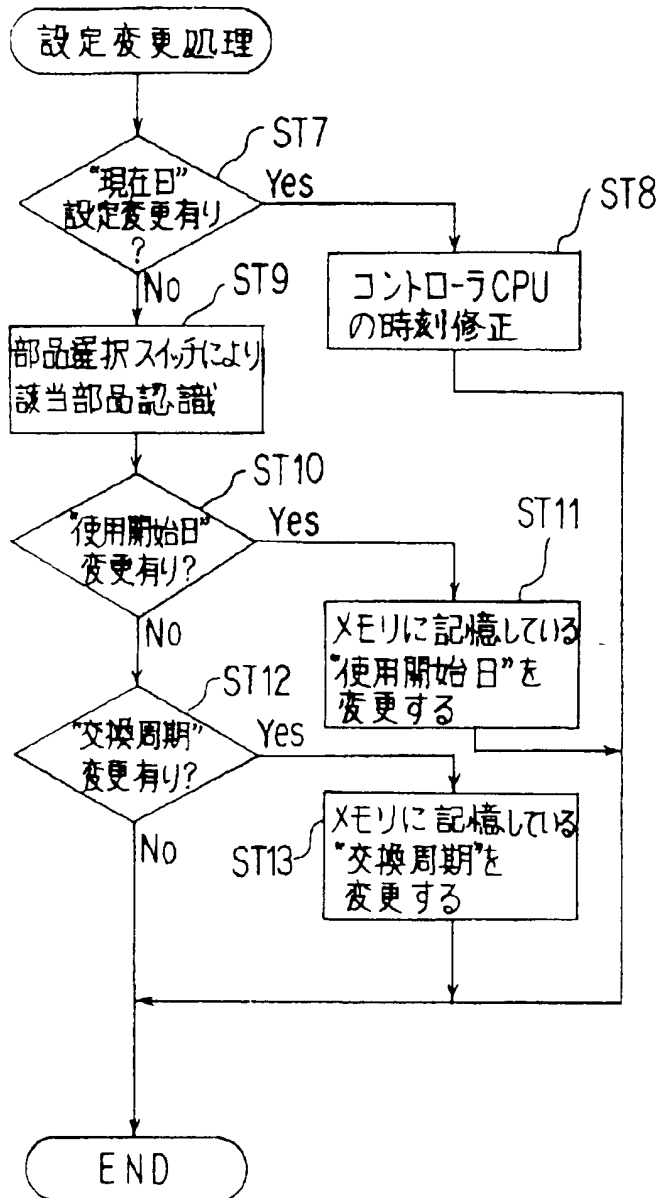 設定変更処理
ST7
"現在日"
設定変更有り
?
Yes
ST8
コントローラCPU
の時刻修正
No
ST9
部品選択スイッチにより
該当部品認識
ST10
"使用開始日"
変更有り?
Yes
ST11
メモリに記憶している
"使用開始日"を
変更する
No
ST12
"交換周期"
変更有り?
Yes
ST13
メモリに記憶している
"交換周期"を
変更する
No
END